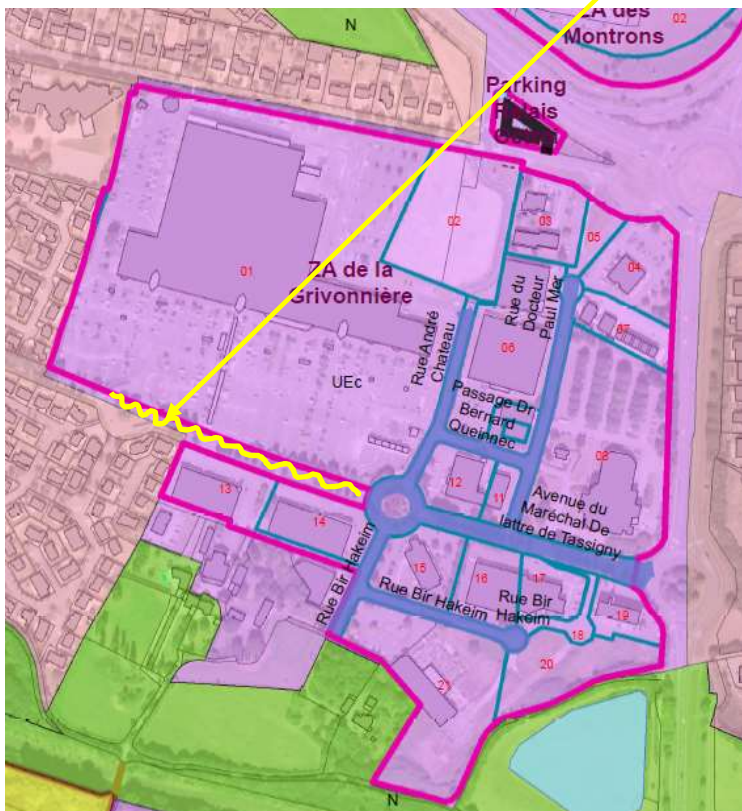 N
ZA des
Montrons
02
Parking
Relais
02
03
05
04
01
ZA de la
Grivonnière
Rue du
Docteur
Paul Mer
07
Rue André
Chateau
06
UEc
Passage Dr
Bernard
Queinnec
08
13
12
11
Avenue du
Maréchal De
lattre de Tassigny
14
Rue Bir Hakeim
15
16
17
Rue Bir Hakeim
Rue Bir
Hakeim
19
18
20
21
N